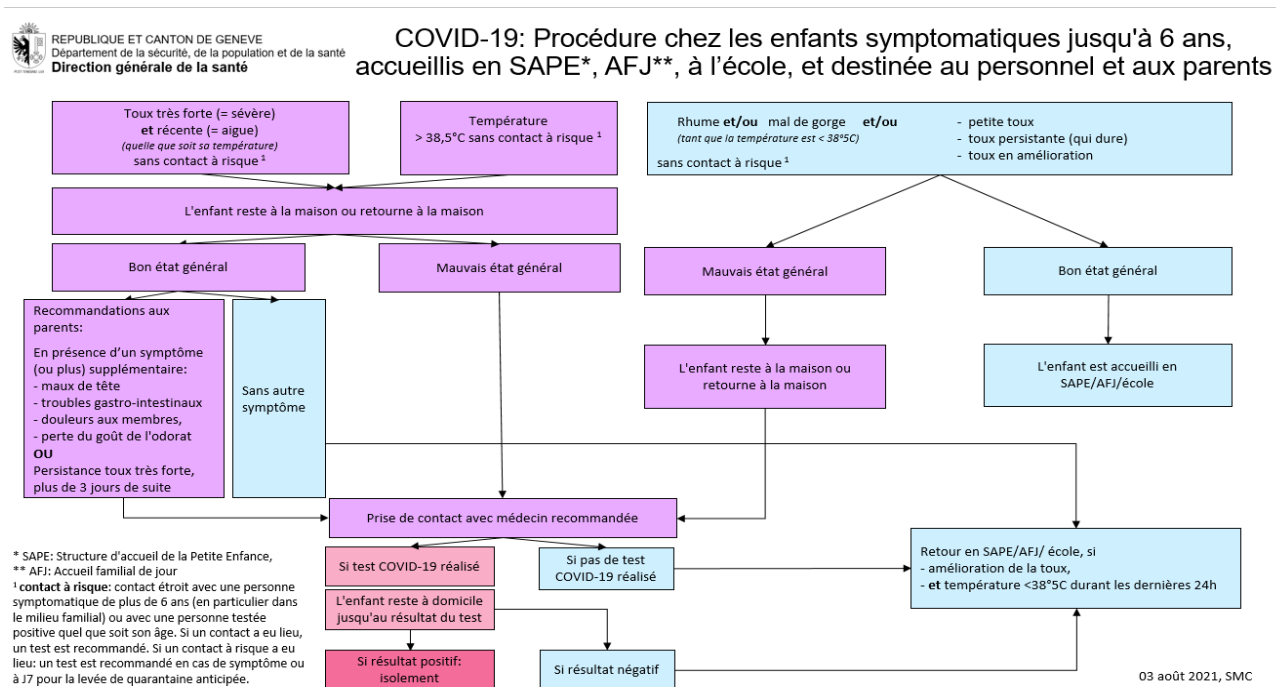 REPUBLIQUE ET CANTON DE GENEVE
Département de la sécurité, de la population et de la santé
Direction générale de la santé
COVID-19: Procédure chez les enfants symptomatiques jusqu'à 6 ans,
accueillis en SAPE*, AFJ**, à l'école, et destinée au personnel et aux parents
Toux très forte (= sévère)
et récente (= aigue)
(quelle que soit sa température)
sans contact à risque ¹
Température
> 38,5°C sans contact à risque ¹
Rhume et/ou mal de gorge et/ou
(tant que la température est < 38°5C)
sans contact à risque ¹
- petite toux
- toux persistante (qui dure)
- toux en amélioration
L'enfant reste à la maison ou retourne à la maison
Bon état général
Mauvais état général
Mauvais état général
Bon état général
Recommandations aux
parents:
En présence d'un symptôme
(ou plus) supplémentaire:
- maux de tête
- troubles gastro-intestinaux
- douleurs aux membres,
- perte du goût de l'odorat
OU
Persistance toux très forte,
plus de 3 jours de suite
Sans autre
symptôme
L'enfant reste à la maison ou
retourne à la maison
L'enfant est accueilli en
SAPE/AFJ/école
Prise de contact avec médecin recommandée
Si test COVID-19 réalisé
Si pas de test
COVID-19 réalisé
L'enfant reste à domicile
jusqu'au résultat du test
Si résultat positif:
isolement
Si résultat négatif
Retour en SAPE/AFJ/ école, si
- amélioration de la toux,
- et température <38°5C durant les dernières 24h
* SAPE: Structure d'accueil de la Petite Enfance,
** AFJ: Accueil familial de jour
¹ contact à risque: contact étroit avec une personne
symptomatique de plus de 6 ans (en particulier dans
le milieu familial) ou avec une personne testée
positive quel que soit son âge. Si un contact a eu lieu,
un test est recommandé. Si un contact à risque a eu
lieu: un test est recommandé en cas de symptôme ou
à J7 pour la levée de quarantaine anticipée.
03 août 2021, SMC